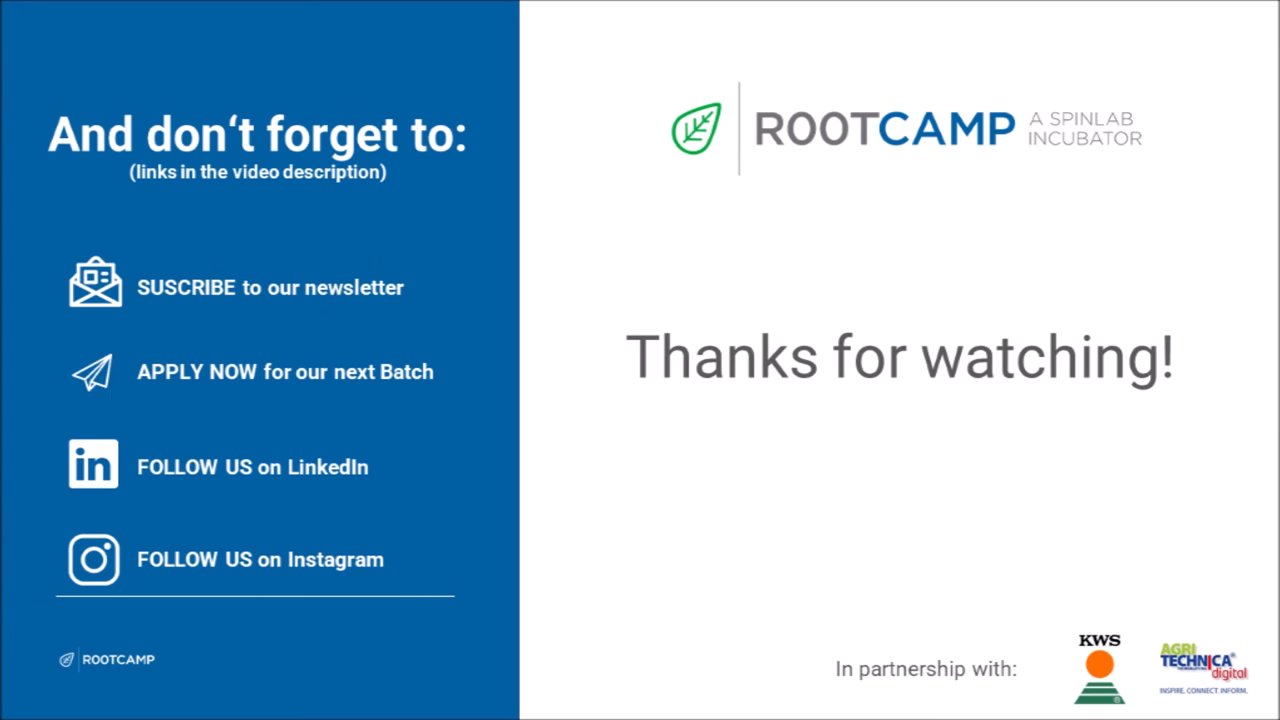 And don‘t forget to:
(links in the video description)
SUSCRIBE to our newsletter
APPLY NOW for our next Batch
in
FOLLOW US on LinkedIn
FOLLOW US on Instagram
ROOTCAMP
ROOTCAMP
A SPINLAB
INCUBATOR
Thanks for watching!
In partnership with:
KWS
AGRI
TECHNICA®
digital
INSPIRE. CONNECT. INFORM.